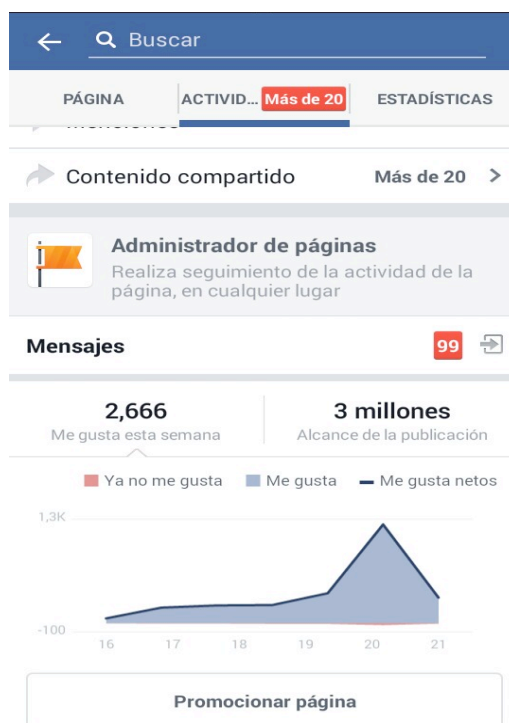 Buscar
PÁGINA ACTIVID... Más de 20 ESTADÍSTICAS
Contenido compartido Más de 20
Administrador de páginas
Realiza seguimiento de la actividad de la
página, en cualquier lugar
Mensajes 99
2,666 3 millones
Me gusta esta semana Alcance de la publicación
Ya no me gusta Me gusta Me gusta netos
1,3K
-100
16 17 18 19 20 21
Promocionar página